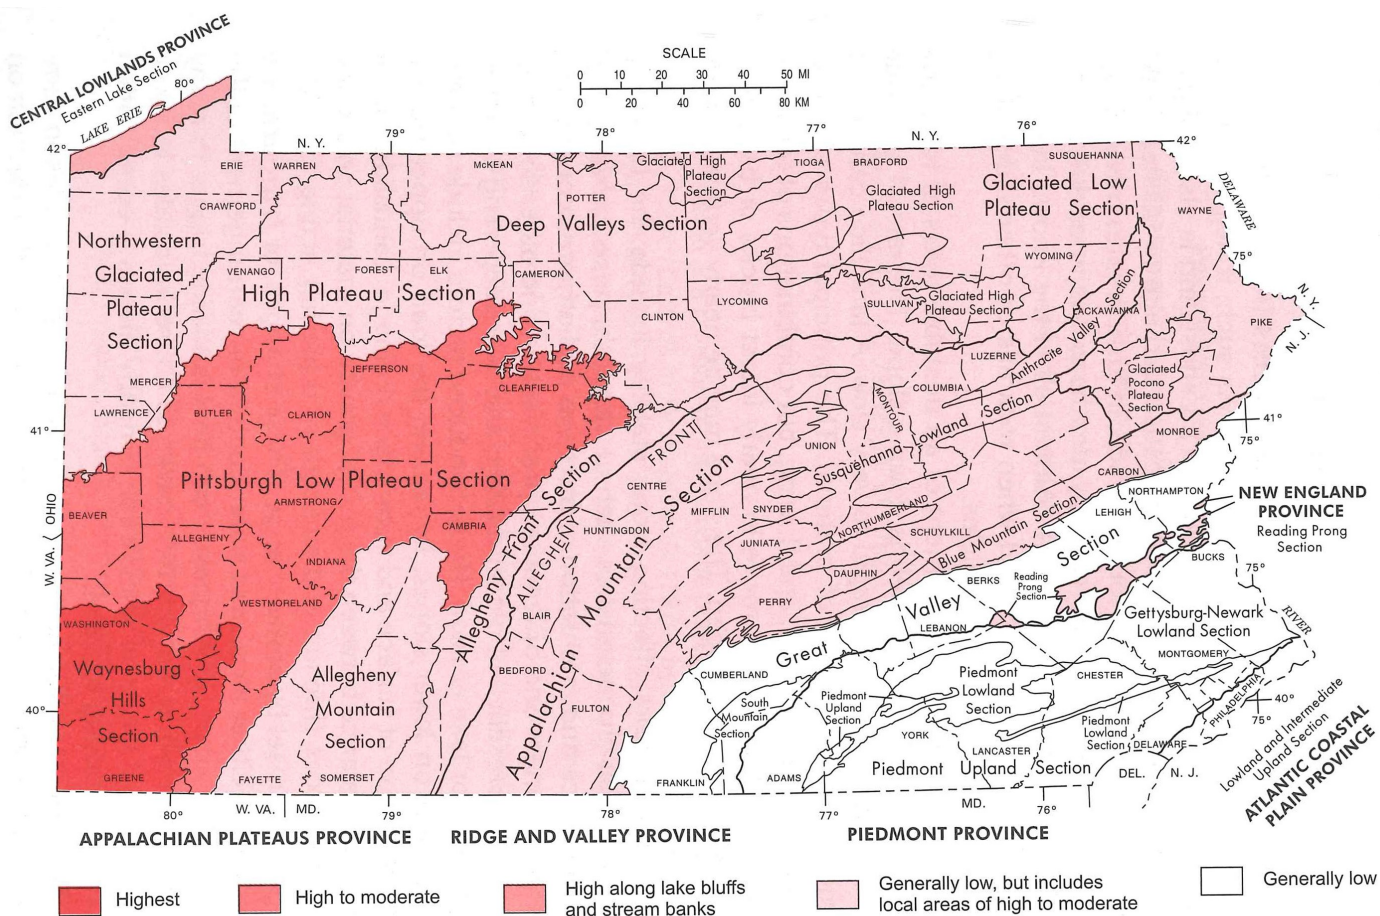 CENTRAL LOWLANDS PROVINCE
Eastern Lake Section
LAKE ERIE
80°
SCALE
0 10 20 30 40 50 MI
0 20 40 60 80 KM
42°
79°
N. Y.
78°
77°
N. Y.
76°
42°
ERIE
WARREN
McKEAN
Glaciated High
Plateau
Section
TIOGA
BRADFORD
SUSQUEHANNA
CRAWFORD
POTTER
Glaciated High
Plateau Section
Glaciated Low
Plateau Section
WAYNE
DELAWARE
Northwestern
Glaciated
Plateau
Section
Deep Valleys Section
VENANGO
FOREST
ELK
CAMERON
WYOMING
75°
High Plateau Section
LYCOMING
SULLIVAN
Glaciated High
Plateau Section
LACKAWANNA
CLINTON
PIKE
N. Y.
N. J.
Anthracite Valley Section
LUZERNE
MERCER
JEFFERSON
CLEARFIELD
COLUMBIA
Glaciated
Pocono
Plateau
Section
LAWRENCE
BUTLER
CLARION
MONTOUR
41°
41°
75°
MONROE
UNION
Susquehanna Lowland Section
Pittsburgh Low Plateau Section
ALLEGHENY FRONT
CENTRE
CARBON
ARMSTRONG
MIFFLIN
SNYDER
NORTHUMBERLAND
NORTHAMPTON
LEHIGH
NEW ENGLAND
PROVINCE
Reading Prong
Section
BEAVER
OHIO
W. VA.
ALLEGHENY
CAMBRIA
HUNTINGDON
JUNIATA
SCHUYLKILL
Blue Mountain Section
BUCKS
INDIANA
Allegheny Front Section
DAUPHIN
BERKS
Reading
Prong
Section
75°
WESTMORELAND
WASHINGTON
BLAIR
PERRY
LEBANON
Great Valley Section
Gettysburg-Newark
Lowland Section
RIVER
Waynesburg
Hills
Section
Allegheny
Mountain
Section
BEDFORD
Appalachian Mountain Section
CUMBERLAND
MONTGOMERY
Piedmont
Lowland
Section
CHESTER
FULTON
South
Mountain
Section
Piedmont
Upland
Section
PHILADELPHIA
40°
40°
75°
YORK
Piedmont
Lowland
Section
DELAWARE
LANCASTER
GREENE
FAYETTE
SOMERSET
FRANKLIN
ADAMS
Piedmont Upland Section
DEL.
N. J.
Lowland and Intermediate
Upland Section
ATLANTIC COASTAL
PLAIN PROVINCE
80°
W. VA.
MD.
79°
78°
77°
MD.
76°
APPALACHIAN PLATEAUS PROVINCE
RIDGE AND VALLEY PROVINCE
PIEDMONT PROVINCE
Highest
High to moderate
High along lake bluffs
and stream banks
Generally low, but includes
local areas of high to moderate
Generally low